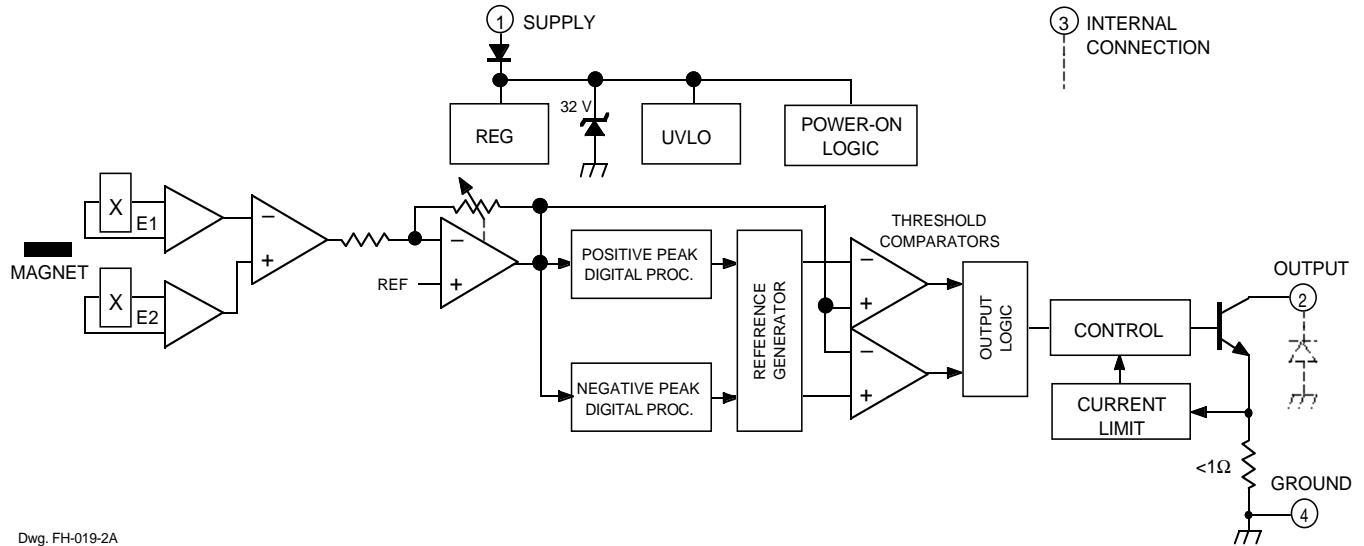 1 SUPPLY
3 INTERNAL
CONNECTION
REG
32 V
UVLO
POWER-ON
LOGIC
X
E1
MAGNET
X
E2
−
+
−
+
REF
POSITIVE PEAK
DIGITAL PROC.
NEGATIVE PEAK
DIGITAL PROC.
REFERENCE
GENERATOR
THRESHOLD
COMPARATORS
−
+
−
+
OUTPUT
LOGIC
CONTROL
CURRENT
LIMIT
OUTPUT
2
<1Ω
GROUND
4
Dwg. FH-019-2A